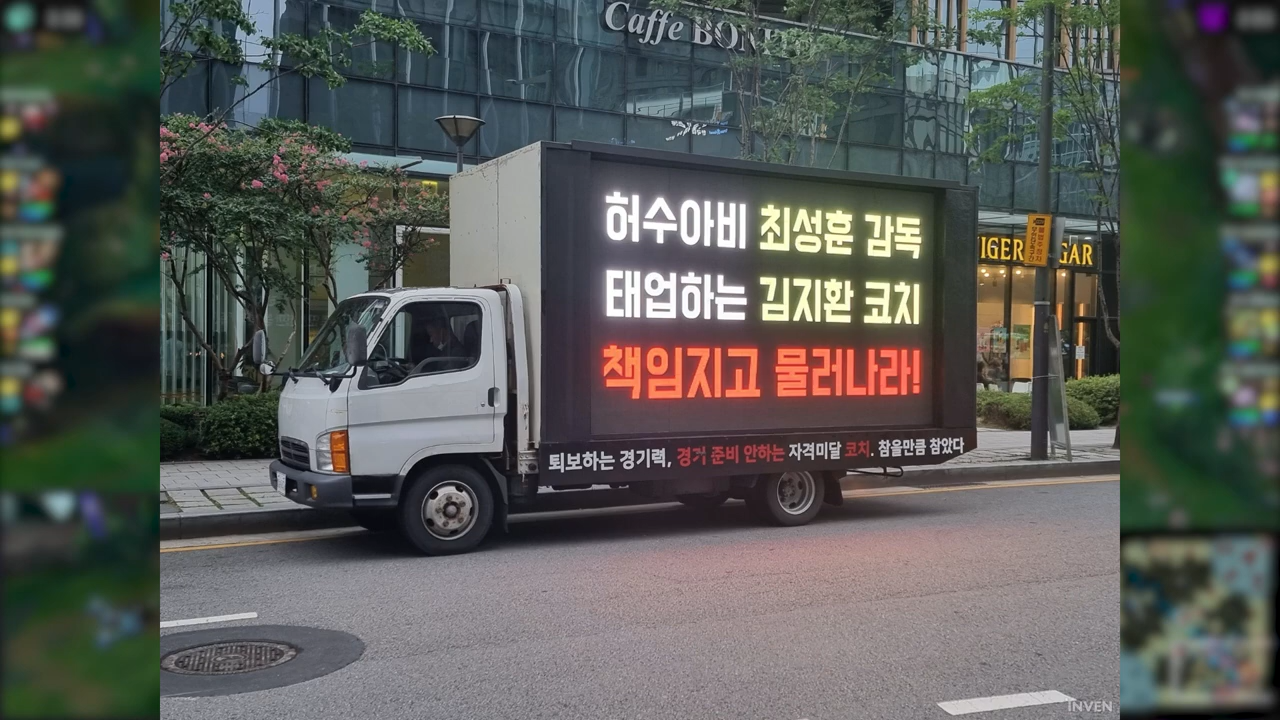 Caffe BON
허수아비 최성훈 감독
태업하는 김지환 코치
책임지고 물러나라!
IGER
GAR
퇴보하는 경기력, 경기 준비 안하는 자격미달 코치. 참을만큼 참았다
INVEN